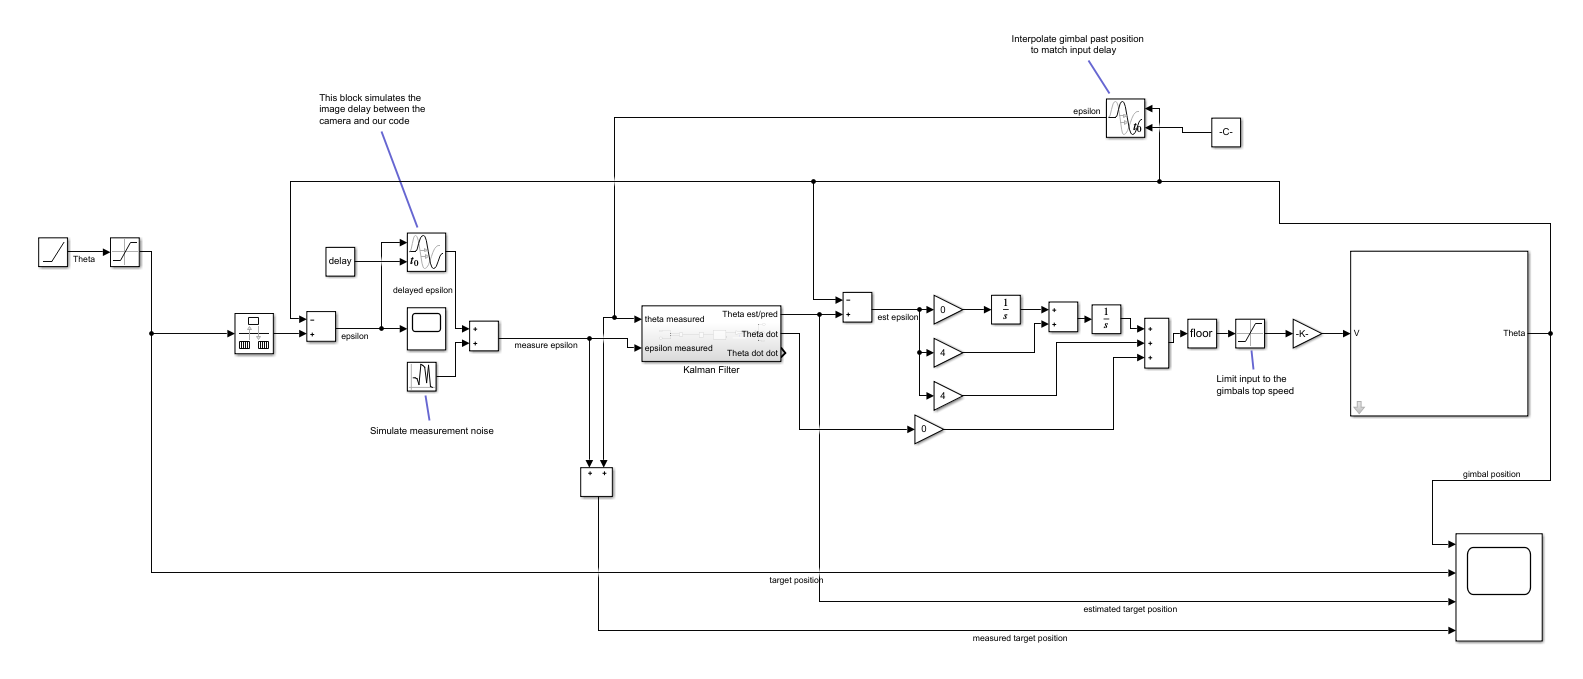 Interpolate gimbal past position
to match input delay
This block simulates the
image delay between the
camera and our code
epsilon
t0
-C-
Theta
delay
t0
delayed epsilon
−
+
epsilon
+
+
measure epsilon
Simulate measurement noise
theta measured
epsilon measured
Theta est/pred
Theta dot
Theta dot dot
Kalman Filter
−
+
est epsilon
0
4
4
0
1
s
+
+
1
s
+
+
+
floor
-K-
Limit input to the
gimbals top speed
V
Theta
+ +
gimbal position
target position
estimated target position
measured target position